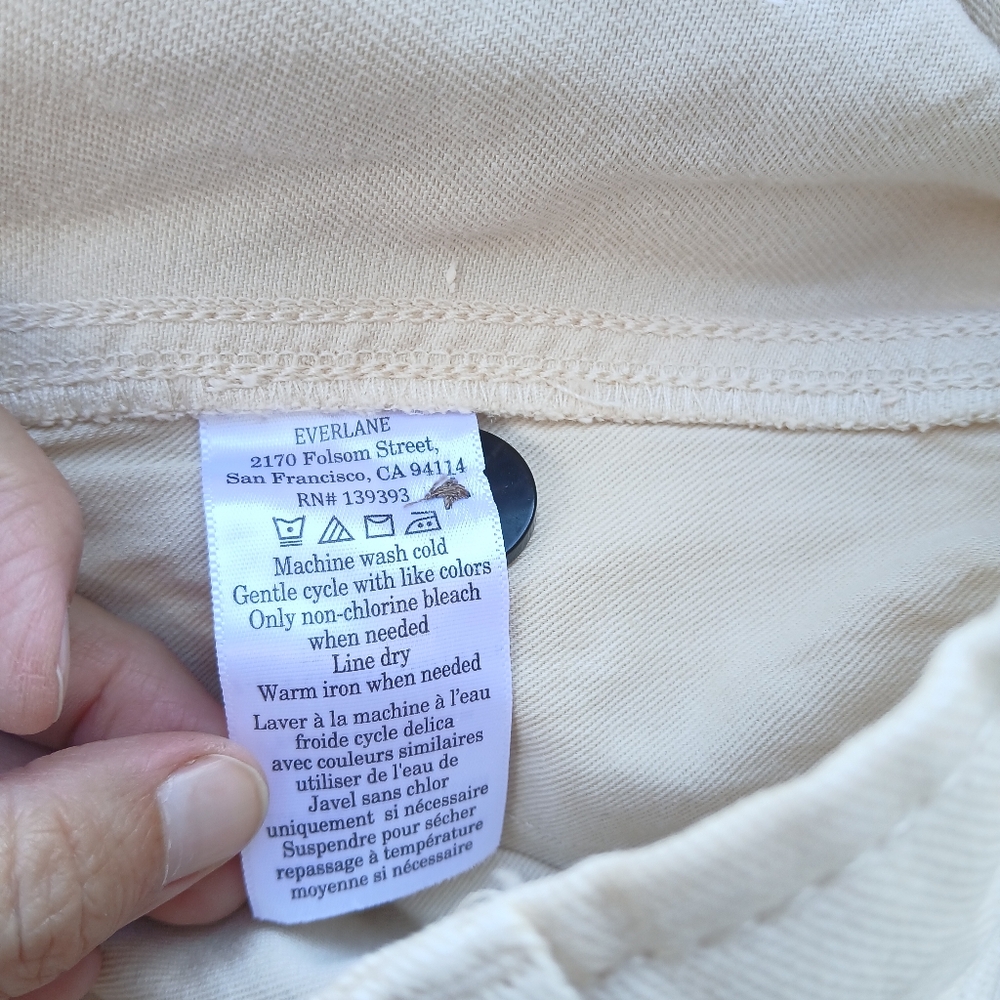 EVERLANE
2170 Folsom Street,
San Francisco, CA 94114
RN# 139393
Machine wash cold
Gentle cycle with like colors
Only non-chlorine bleach
when needed
Line dry
Warm iron when needed
Laver à la machine à l'eau
froide cycle delica
avec couleurs similaires
utiliser de l'eau de
Javel sans chlor
uniquement si nécessaire
Suspendre pour sécher
repassage à température
moyenne si nécessaire